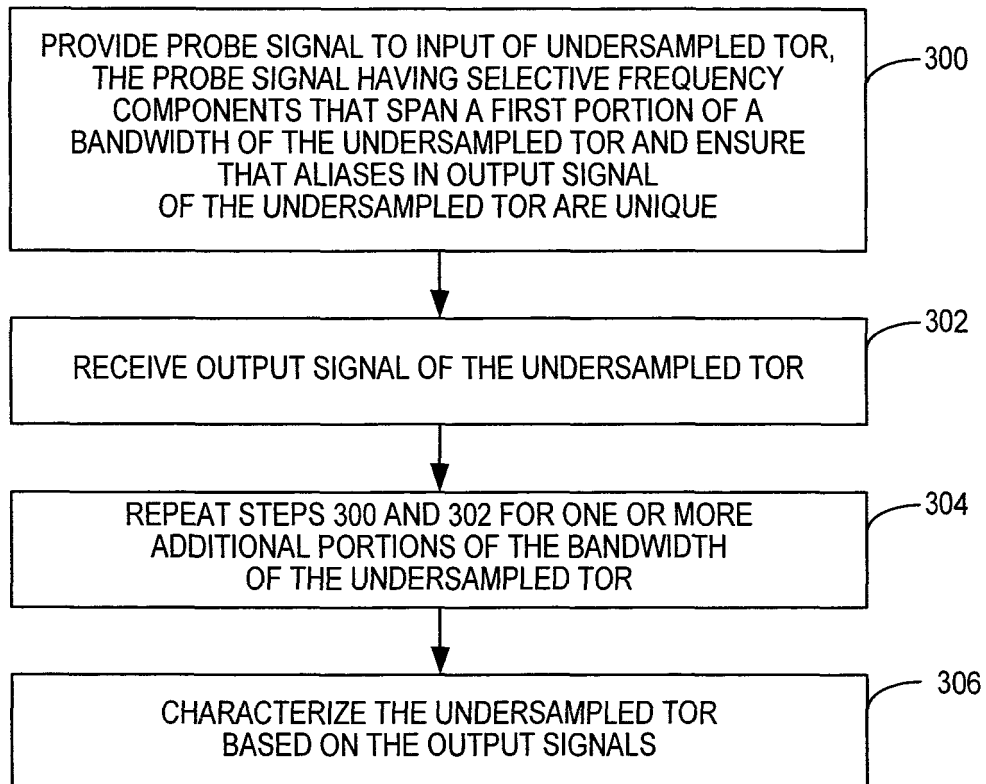 PROVIDE PROBE SIGNAL TO INPUT OF UNDERSAMPLED TOR,
THE PROBE SIGNAL HAVING SELECTIVE FREQUENCY
COMPONENTS THAT SPAN A FIRST PORTION OF A
BANDWIDTH OF THE UNDERSAMPLED TOR AND ENSURE
THAT ALIASES IN OUTPUT SIGNAL
OF THE UNDERSAMPLED TOR ARE UNIQUE
300
RECEIVE OUTPUT SIGNAL OF THE UNDERSAMPLED TOR
302
REPEAT STEPS 300 AND 302 FOR ONE OR MORE
ADDITIONAL PORTIONS OF THE BANDWIDTH
OF THE UNDERSAMPLED TOR
304
CHARACTERIZE THE UNDERSAMPLED TOR
BASED ON THE OUTPUT SIGNALS
306